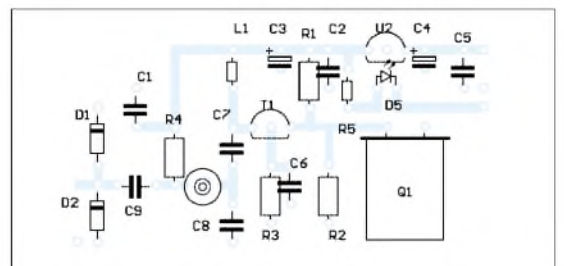 L1 C3 R1 C2 U2 C4 C5
+ +
C1
D1 R4 C7 T1 D5 R5
C6 Q1
D2 C9 C8 R3 R2